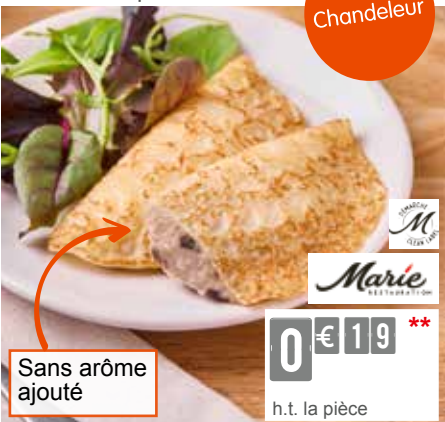 Chandeleur
DÉMARCHE
M
CLEAN LABEL
Marie
RESTAURATION
0€19 **
h.t. la pièce
Sans arôme
ajouté